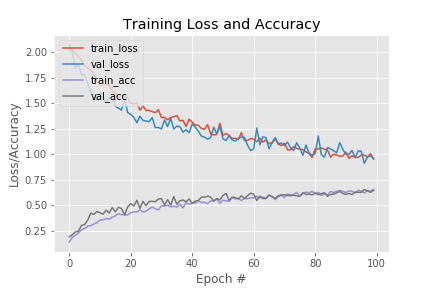 Training Loss and Accuracy
train_loss
val_loss
train_acc
val_acc
2.00
1.75
1.50
1.25
1.00
0.75
0.50
0.25
Loss/Accuracy
0 20 40 60 80 100
Epoch #